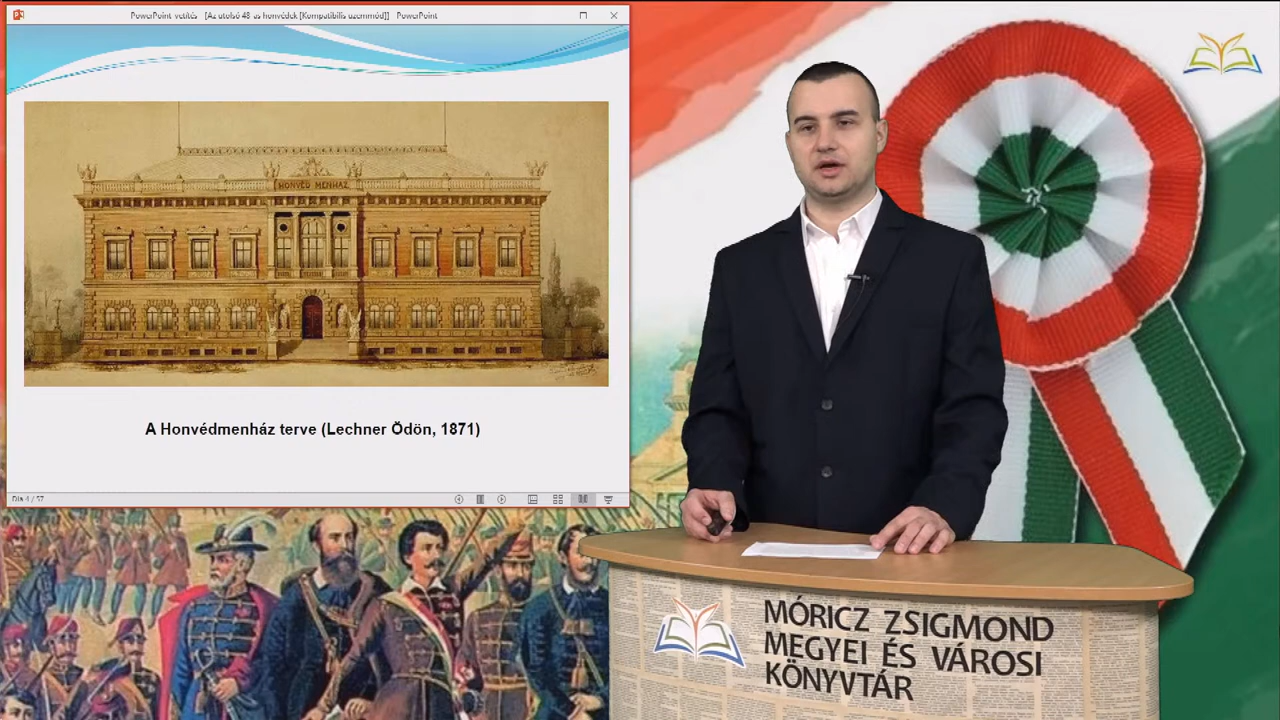 PowerPoint-vetítés - [Az utolsó 48-as honvédek [Kompatibilis üzemmód]] - PowerPoint
HONVÉD MENHÁZ
A Honvédmenház terve (Lechner Ödön, 1871)
Dia 4 / 57
MÓRICZ ZSIGMOND
MEGYEI ÉS VÁROSI
KÖNYVTÁR